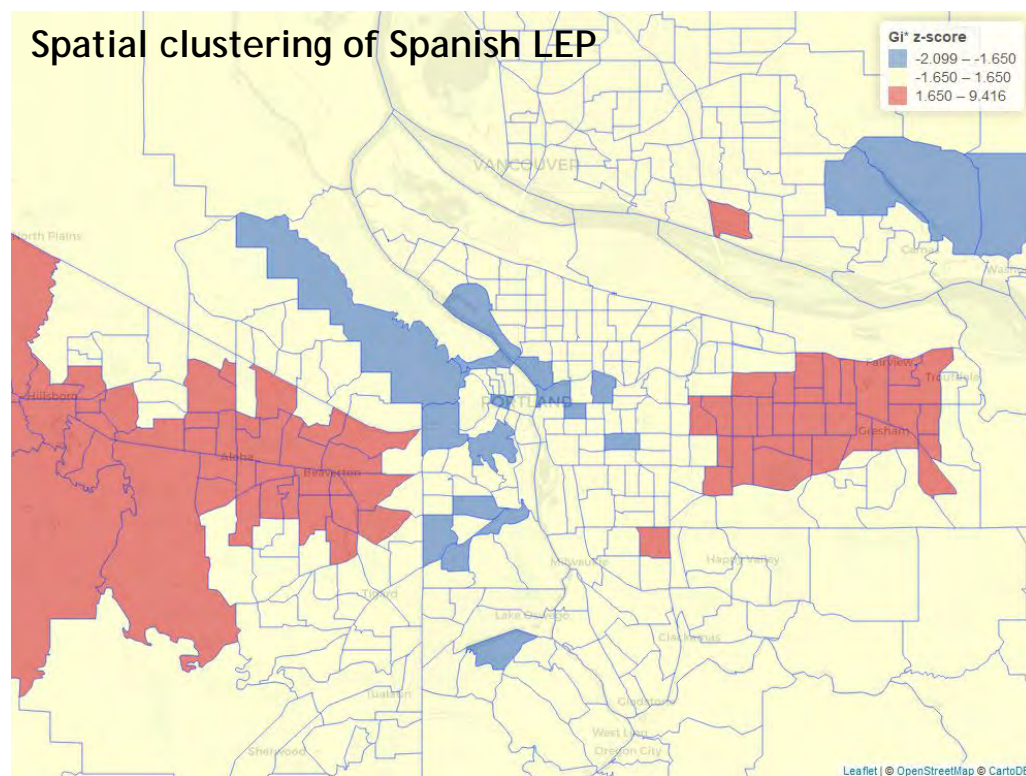 Spatial clustering of Spanish LEP
Gi* z-score
-2.099 – -1.650
-1.650 – 1.650
1.650 – 9.416
VANCOUVER
North Plains
Camas
Fairview
Troutdale
Hillsboro
PORTLAND
Gresham
Aloha
Beaverton
Milwaukie
Happy Valley
Tigard
Lake Oswego
Clackamas
Tualatin
Gladstone
West Linn
Oregon City
Sherwood
Leaflet | © OpenStreetMap © CartoDB